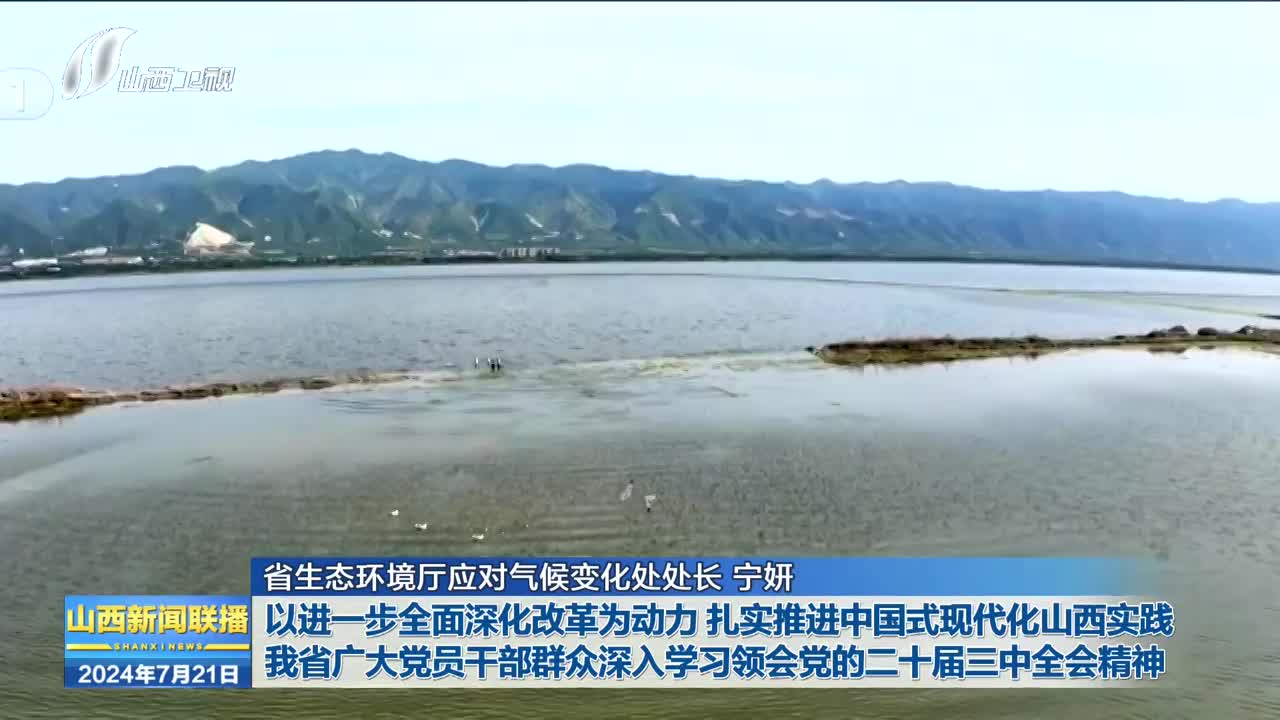 山西卫视
1
省生态环境厅应对气候变化处处长 宁妍
山西新闻联播
SHANXI NEWS
2024年7月21日
以进一步全面深化改革为动力 扎实推进中国式现代化山西实践
我省广大党员干部群众深入学习领会党的二十届三中全会精神